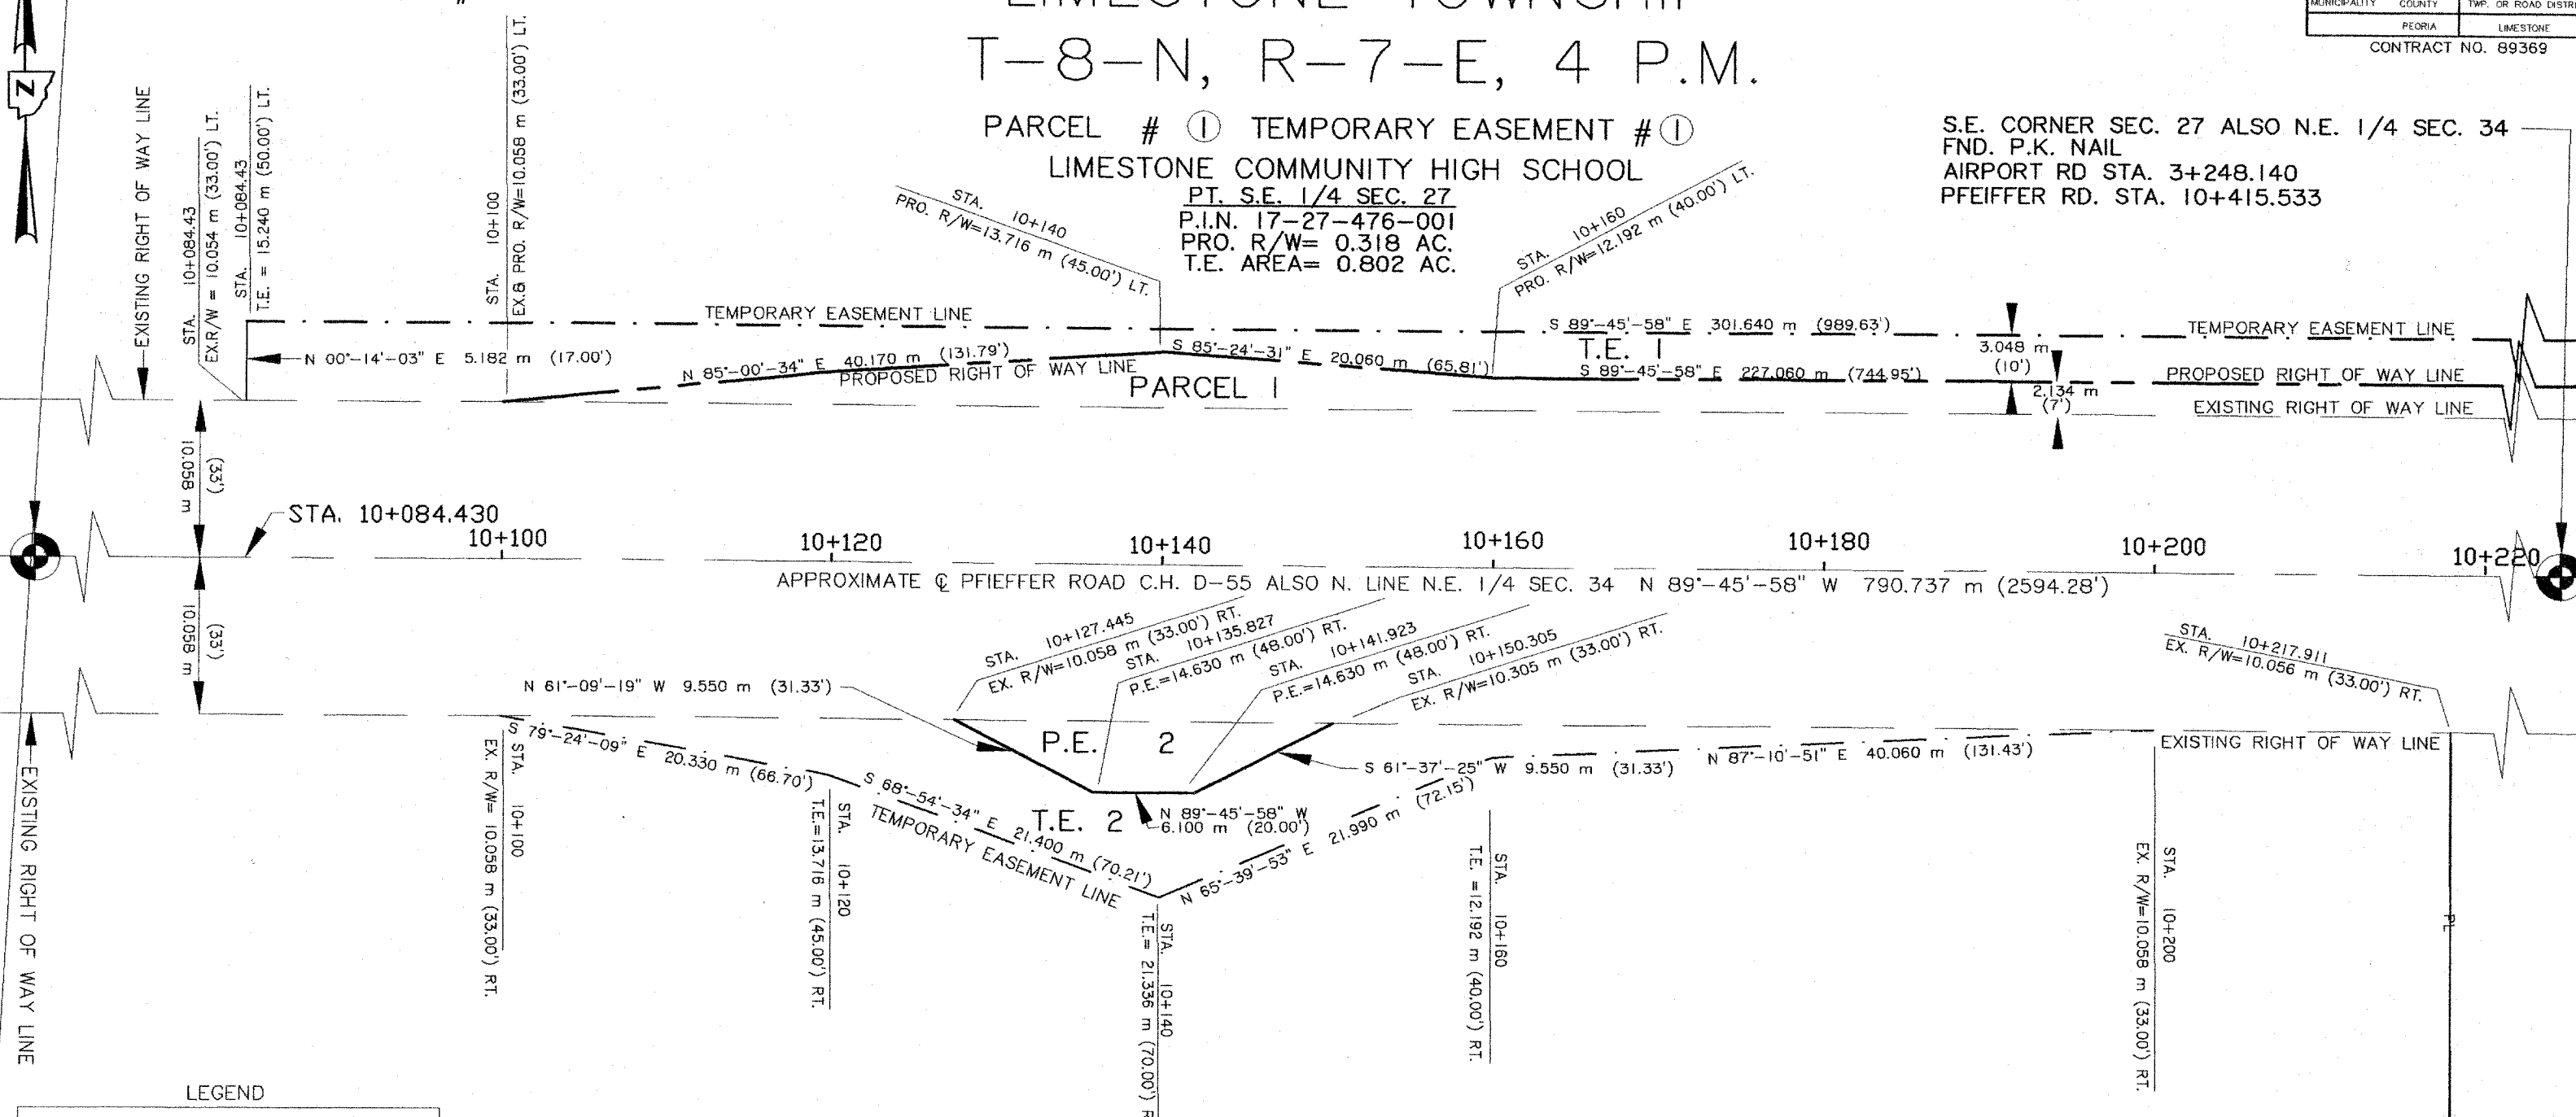 T-8-N, R-7-E, 4 P.M.
PARCEL # 1 TEMPORARY EASEMENT # 1
LIMESTONE COMMUNITY HIGH SCHOOL
PT. S.E. 1/4 SEC. 27
P.I.N. 17-27-476-001
PRO. R/W= 0.318 AC.
T.E. AREA= 0.802 AC.
MUNICIPALITY COUNTY TWP. OR ROAD
PEORIA LIMESTONE
CONTRACT NO. 89369
S.E. CORNER SEC. 27 ALSO N.E. 1/4 SEC. 34
FND. P.K. NAIL
AIRPORT RD STA. 3+248.140
PFEIFFER RD. STA. 10+415.533
N
EXISTING RIGHT OF WAY LINE
STA. 10+084.43
EX.R/W = 10.054 m (33.00') LT.
STA. 10+084.43
T.E. = 15.240 m (50.00') LT.
STA. 10+100
EX.& PRO. R/W=10.058 m (33.00') LT.
STA. 10+140
PRO. R/W=13.716 m (45.00') LT.
STA. 10+160
PRO. R/W=12.192 m (40.00') LT.
TEMPORARY EASEMENT LINE
S 89°-45'-58" E 301.640 m (989.63')
TEMPORARY EASEMENT LINE
N 00°-14'-03" E 5.182 m (17.00')
N 85°-00'-34" E 40.170 m (131.79')
PROPOSED RIGHT OF WAY LINE
S 85°-24'-31" E 20.060 m (65.81')
T.E. 1
PARCEL 1
S 89°-45'-58" E 227.060 m (744.95')
3.048 m
(10')
2.134 m
(7')
PROPOSED RIGHT OF WAY LINE
EXISTING RIGHT OF WAY LINE
10.058 m
(33')
STA. 10+084.430
10+100
10+120
10+140
10+160
10+180
10+200
10+220
APPROXIMATE ℄ PFIEFFER ROAD C.H. D-55 ALSO N. LINE N.E. 1/4 SEC. 34 N 89°-45'-58" W 790.737 m (2594.28')
10.058 m
(33')
STA. 10+127.445
EX. R/W=10.058 m (33.00') RT.
STA. 10+135.827
P.E.=14.630 m (48.00') RT.
STA. 10+141.923
P.E.=14.630 m (48.00') RT.
STA. 10+150.305
EX. R/W=10.305 m (33.00') RT.
STA. 10+217.911
EX. R/W=10.056 m (33.00') RT.
N 61°-09'-19" W 9.550 m (31.33')
P.E. 2
S 79°-24'-09" E 20.330 m (66.70')
S 68°-54'-34" E 21.400 m (70.21')
TEMPORARY EASEMENT LINE
T.E. 2
N 89°-45'-58" W
6.100 m (20.00')
S 61°-37'-25" W 9.550 m (31.33')
N 65°-39'-53" E 21.990 m (72.15')
N 87°-10'-51" E 40.060 m (131.43')
EXISTING RIGHT OF WAY LINE
EXISTING RIGHT OF WAY LINE
STA. 10+100
EX. R/W= 10.058 m (33.00') RT.
STA. 10+120
T.E.=13.716 m (45.00') RT.
STA. 10+140
T.E.= 21.336 m (70.00')
STA. 10+160
T.E. =12.192 m (40.00') RT.
STA. 10+200
EX. R/W=10.058 m (33.00') RT.
PL
LEGEND